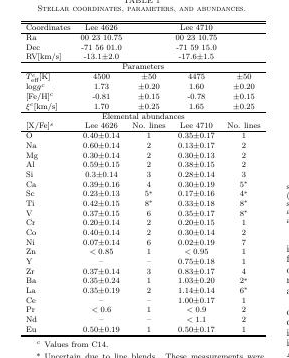 TABLE 1
STELLAR COORDINATES, PARAMETERS, AND ABUNDANCES.
Coordinates Lee 4626 Lee 4710
Ra 00 23 10.75 00 23 10.75
Dec -71 56 01.0 -71 59 15.0
RV[km/s] -13.1±2.0 -17.6±1.5
Parameters
T^c_eff[K] 4500 ±50 4475 ±50
logg^c 1.73 ±0.20 1.60 ±0.20
[Fe/H]^c -0.81 ±0.15 -0.78 ±0.15
ξ^c[km/s] 1.70 ±0.25 1.65 ±0.25
Elemental abundances
[X/Fe]^a Lee 4626 No. lines Lee 4710 No. lines
O 0.40±0.14 1 0.35±0.17 1
Na 0.60±0.14 2 0.13±0.17 2
Mg 0.30±0.14 2 0.30±0.13 2
Al 0.59±0.15 2 0.38±0.15 2
Si 0.3±0.14 3 0.28±0.14 3
Ca 0.39±0.16 4 0.30±0.19 5*
Sc 0.23±0.13 5* 0.17±0.16 4*
Ti 0.42±0.15 8* 0.33±0.18 8*
V 0.37±0.15 6 0.35±0.17 8*
Cr 0.20±0.14 2 0.20±0.15 1
Co 0.40±0.14 2 0.30±0.14 2
Ni 0.07±0.14 6 0.02±0.19 7
Zn < 0.85 1 < 0.95 1
Y – – 0.75±0.18 1
Zr 0.37±0.14 3 0.83±0.17 4
Ba 0.35±0.24 1 1.03±0.20 2*
La 0.35±0.19 2 1.14±0.14 6*
Ce – – 1.00±0.17 1
Pr < 0.6 1 < 0.9 2
Nd – – < 1.1 2
Eu 0.50±0.19 1 0.50±0.17 1
^c Values from C14.
* Uncertain due to line blends. These measurements were